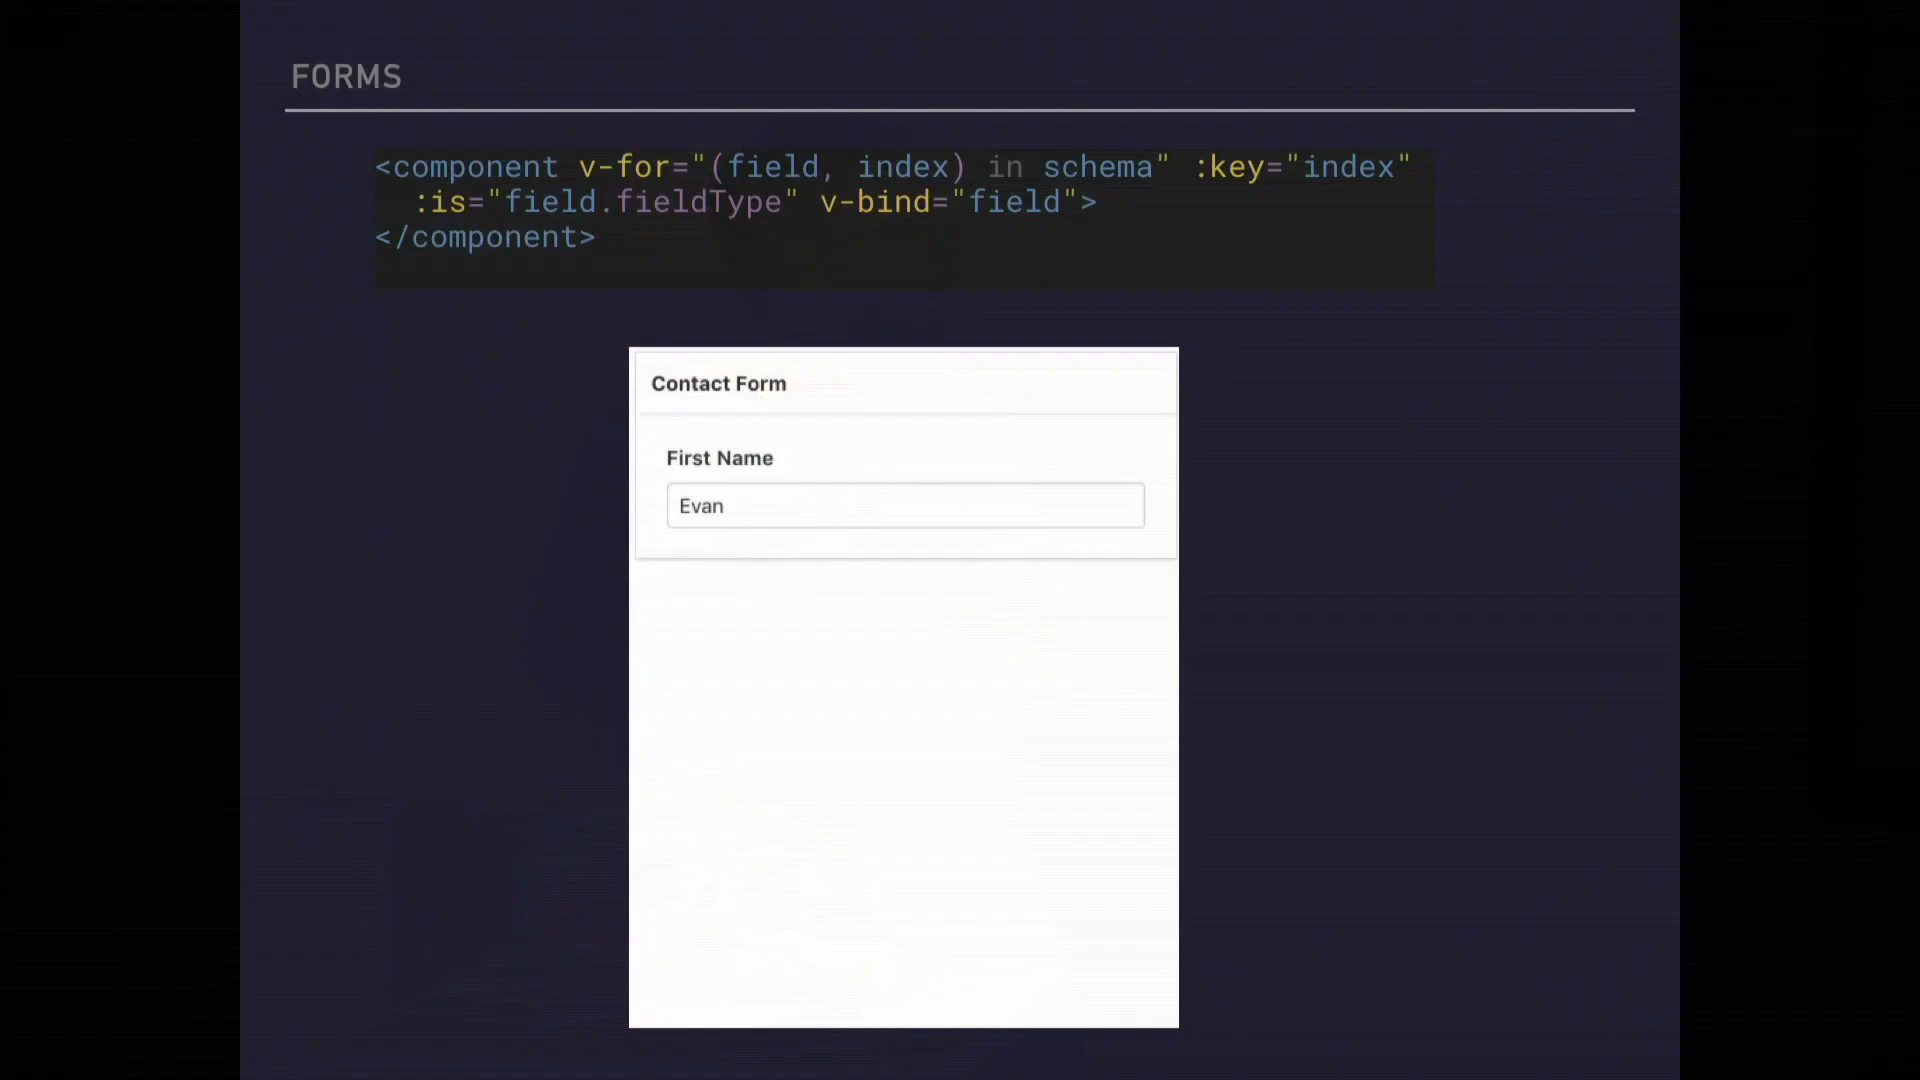 FORMS
<component v-for="(field, index) in schema" :key="index"
:is="field.fieldType" v-bind="field">
</component>
Contact Form
First Name
Evan